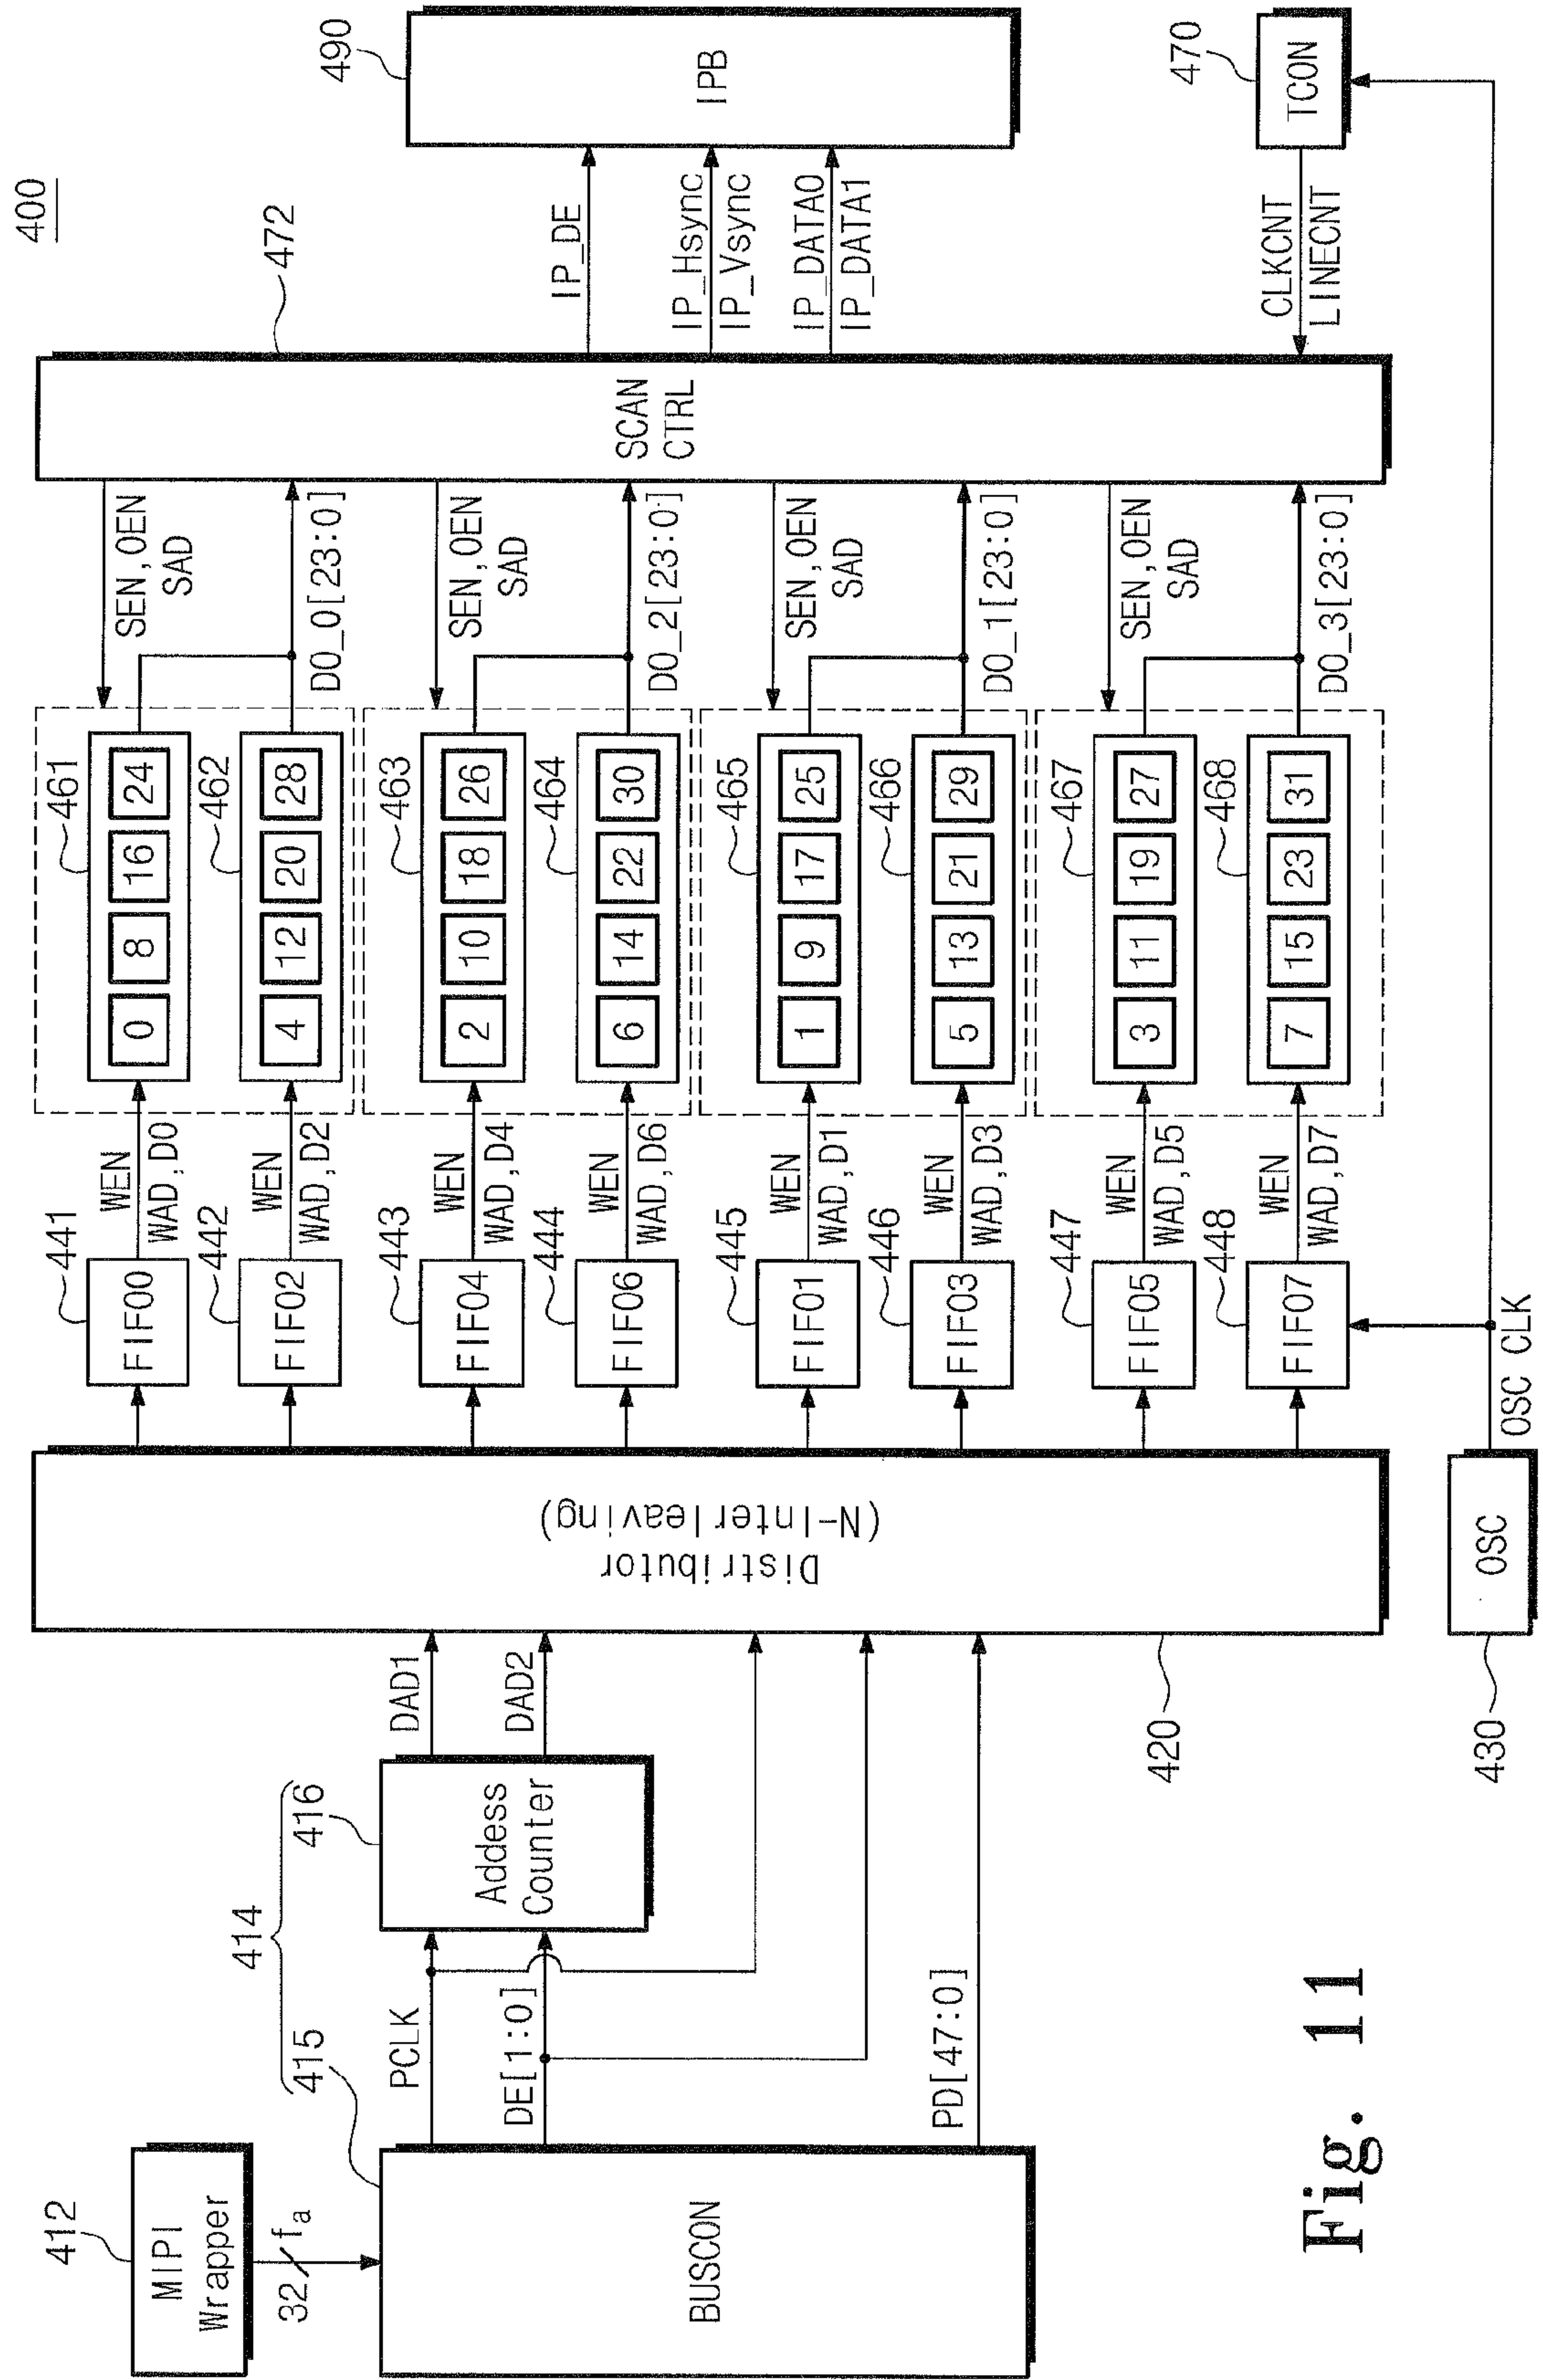 400
412
MIPI
Wrapper
32
fa
414
415
416
BUSCON
PCLK
DE[1:0]
PD[47:0]
Addess
Counter
DAD1
DAD2
Distributor
(N-Interleaving)
420
OSC
430
OSC CLK
441
FIFO0
WEN
WAD,D0
442
FIFO2
WEN
WAD,D2
443
FIFO4
WEN
WAD,D4
444
FIFO6
WEN
WAD,D6
445
FIFO1
WEN
WAD,D1
446
FIFO3
WEN
WAD,D3
447
FIFO5
WEN
WAD,D5
448
FIFO7
WEN
WAD,D7
461
0 8 16 24
462
4 12 20 28
463
2 10 18 26
464
6 14 22 30
465
1 9 17 25
466
5 13 21 29
467
3 11 19 27
468
7 15 23 31
SEN,OEN
SAD
DO_0[23:0]
SEN,OEN
SAD
DO_2[23:0]
SEN,OEN
SAD
DO_1[23:0]
SEN,OEN
SAD
DO_3[23:0]
472
SCAN
CTRL
IP_DE
IP_Hsync
IP_Vsync
IP_DATA0
IP_DATA1
CLKCNT
LINECNT
490
IPB
470
TCON
Fig. 11